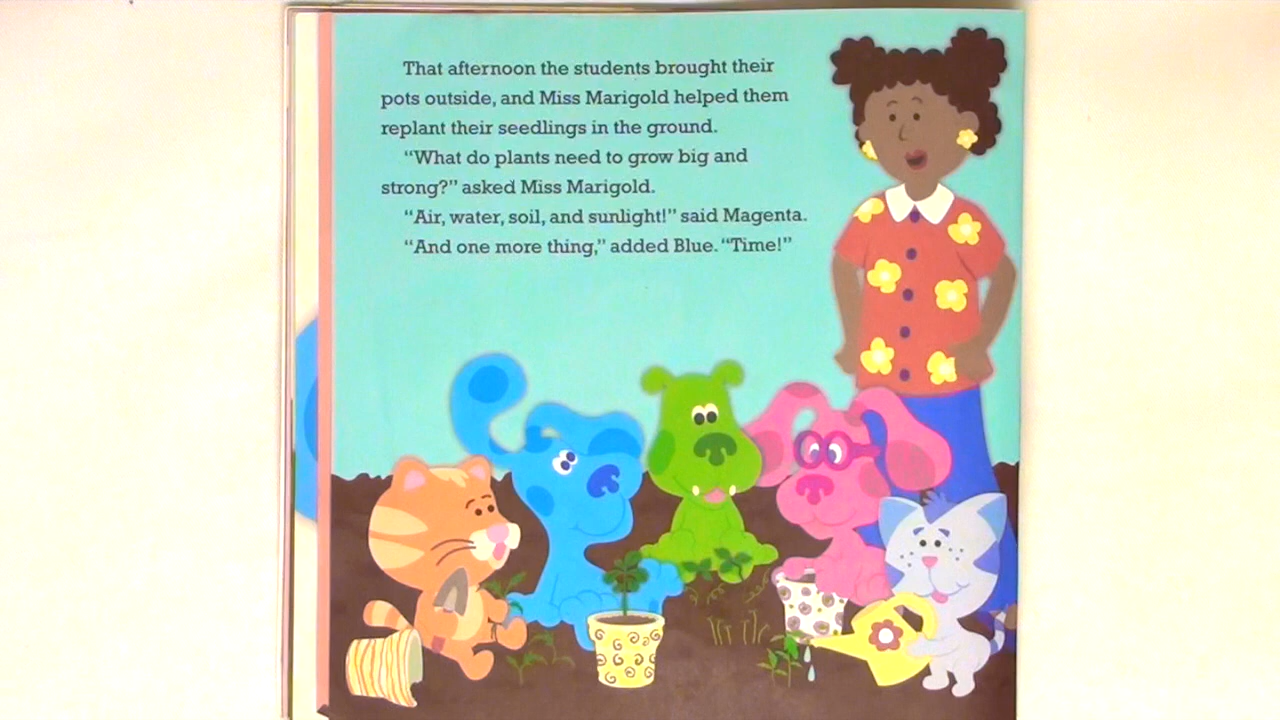 That afternoon the students brought their
pots outside, and Miss Marigold helped them
replant their seedlings in the ground.
“What do plants need to grow big and
strong?” asked Miss Marigold.
“Air, water, soil, and sunlight!” said Magenta.
“And one more thing,” added Blue. “Time!”